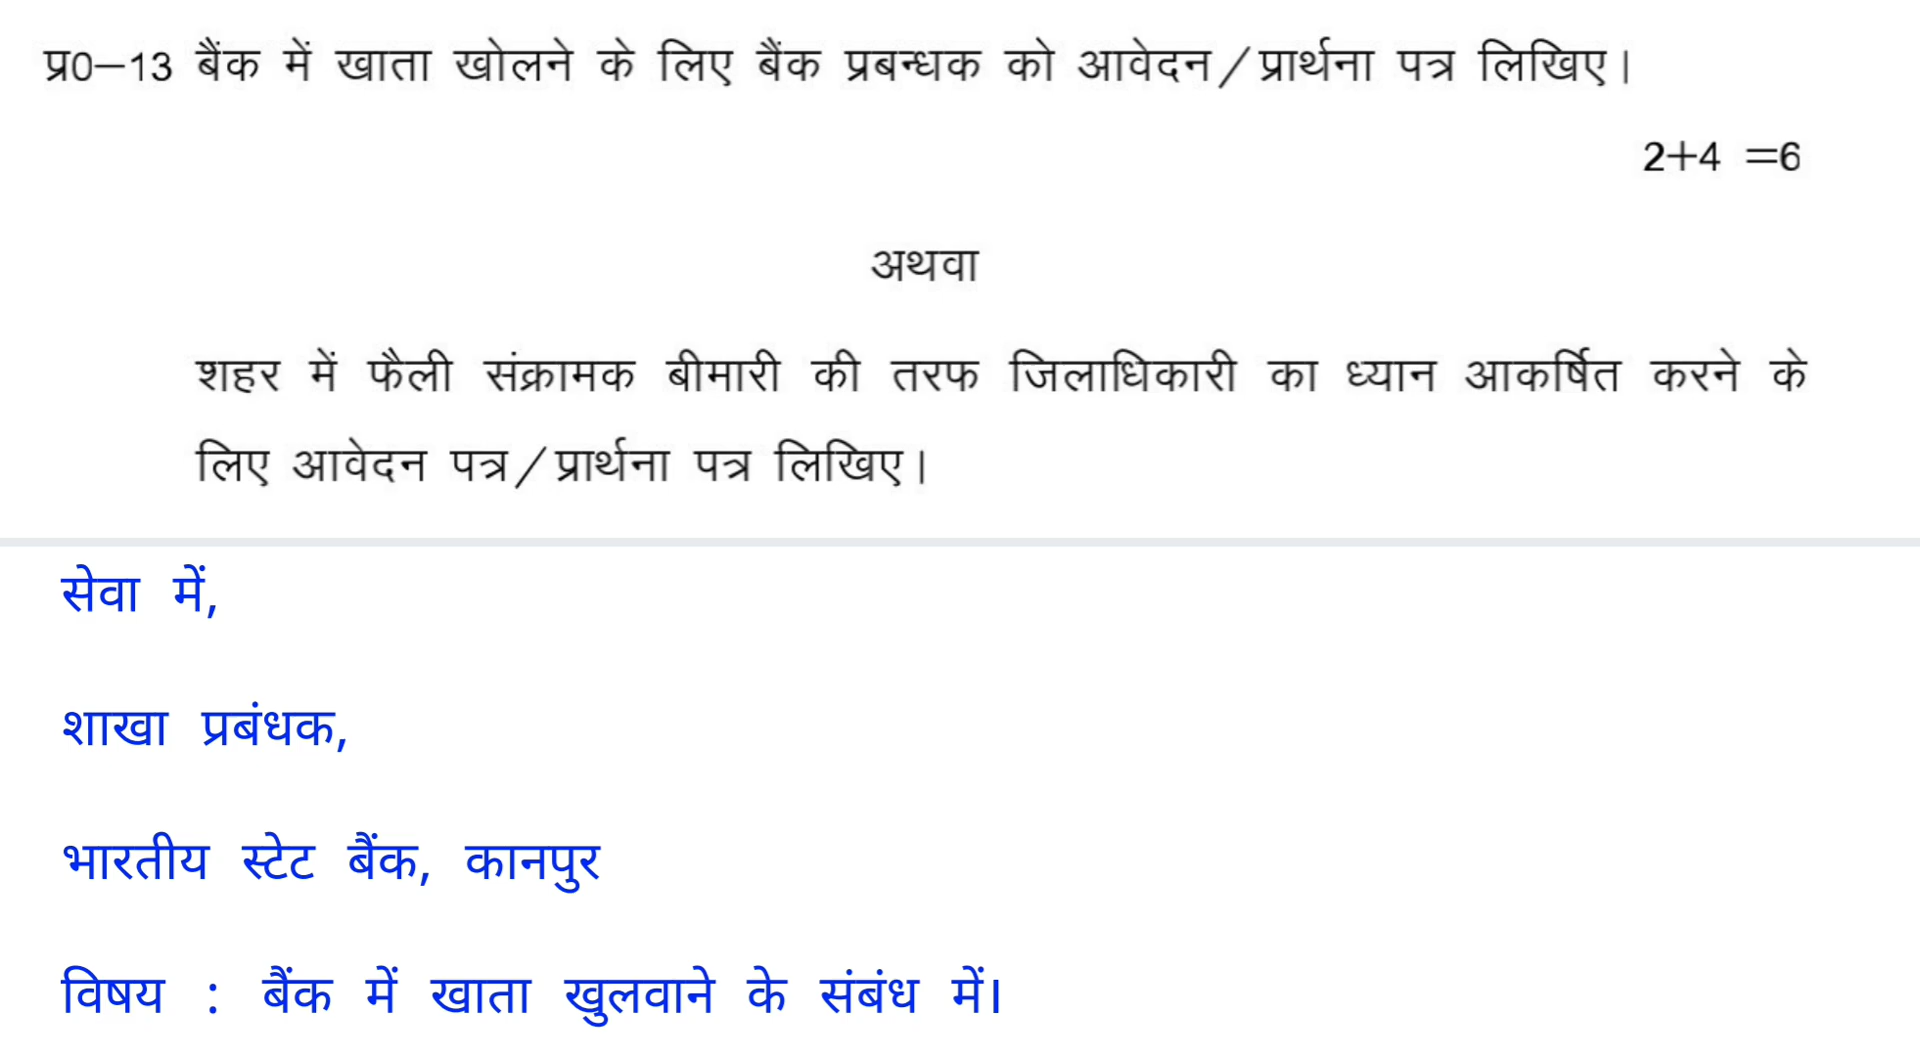 प्र0–13 बैंक में खाता खोलने के लिए बैंक प्रबन्धक को आवेदन/प्रार्थना पत्र लिखिए।
2+4 =6
अथवा
शहर में फैली संक्रामक बीमारी की तरफ जिलाधिकारी का ध्यान आकर्षित करने के
लिए आवेदन पत्र/प्रार्थना पत्र लिखिए।
सेवा में,
शाखा प्रबंधक,
भारतीय स्टेट बैंक, कानपुर
विषय : बैंक में खाता खुलवाने के संबंध में।